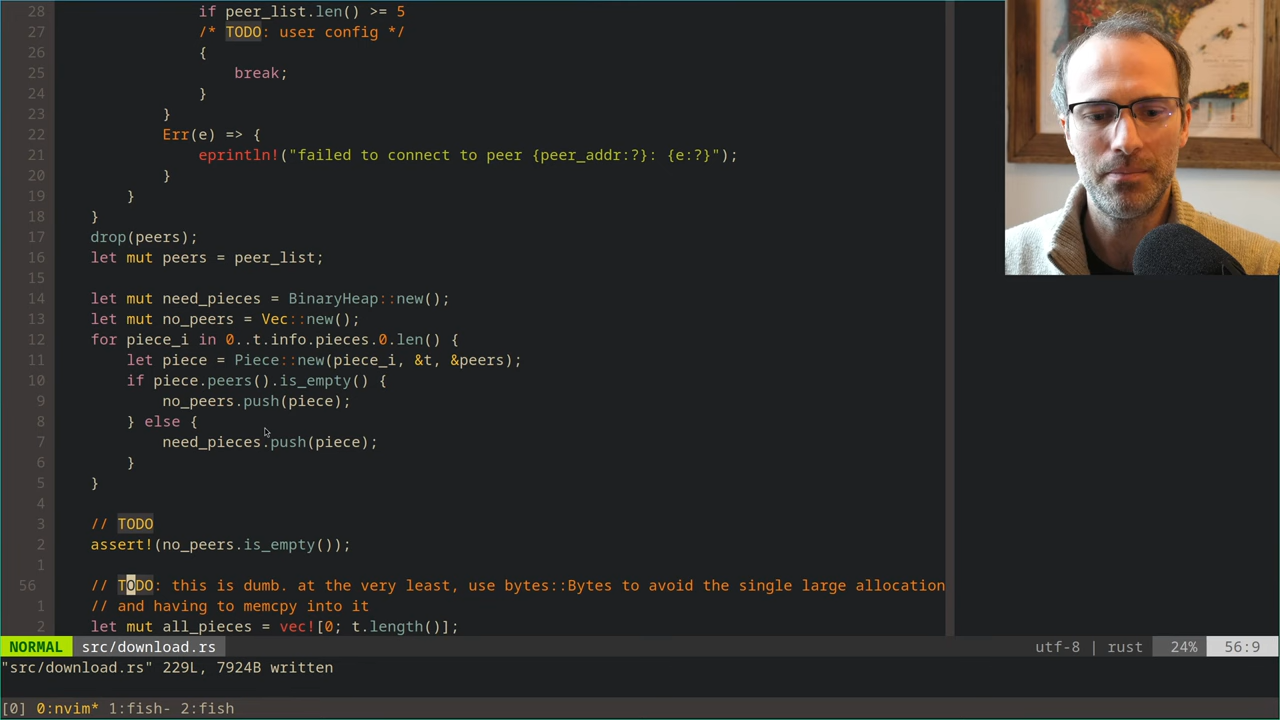 28 if peer_list.len() >= 5
27 /* TODO: user config */
26 {
25 break;
24 }
23 }
22 Err(e) => {
21 eprintln!("failed to connect to peer {peer_addr:?}: {e:?}");
20 }
19 }
18 }
17 drop(peers);
16 let mut peers = peer_list;
15
14 let mut need_pieces = BinaryHeap::new();
13 let mut no_peers = Vec::new();
12 for piece_i in 0..t.info.pieces.0.len() {
11 let piece = Piece::new(piece_i, &t, &peers);
10 if piece.peers().is_empty() {
9 no_peers.push(piece);
8 } else {
7 need_pieces.push(piece);
6 }
5 }
4
3 // TODO
2 assert!(no_peers.is_empty());
1
56 // TODO: this is dumb. at the very least, use bytes::Bytes to avoid the single large allocation
1 // and having to memcpy into it
2 let mut all_pieces = vec![0; t.length()];
NORMAL src/download.rs utf-8 | rust 24% 56:9
"src/download.rs" 229L, 7924B written
[0] 0:nvim* 1:fish- 2:fish